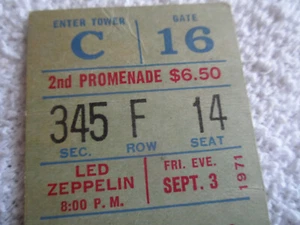 ENTER TOWER GATE
C 16
2nd PROMENADE $6.50
345 F 14
SEC. ROW SEAT
LED FRI. EVE.
ZEPPELIN SEPT. 3 1971
8:00 P.M.